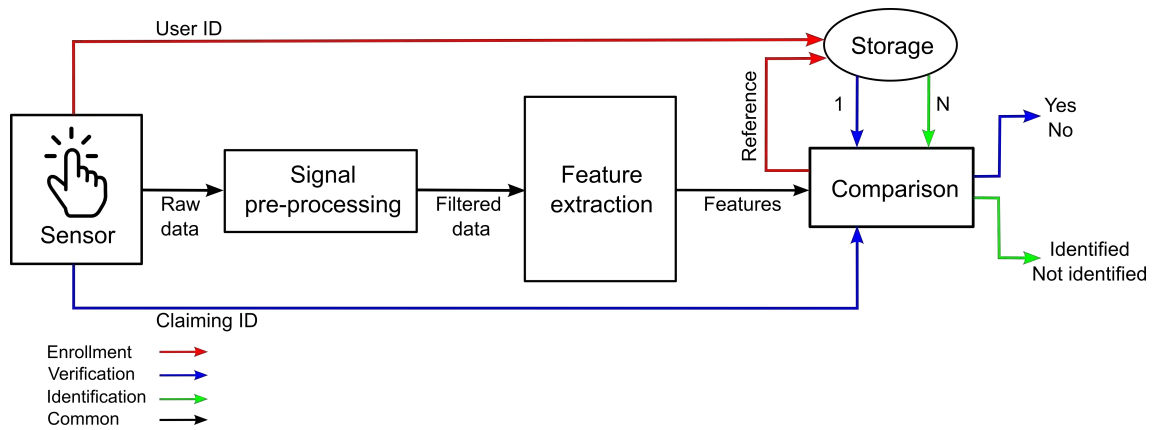 User ID
Storage
Reference
1
N
Yes
No
Sensor
Raw
data
Signal
pre-processing
Filtered
data
Feature
extraction
Features
Comparison
Identified
Not identified
Claiming ID
Enrollment
Verification
Identification
Common